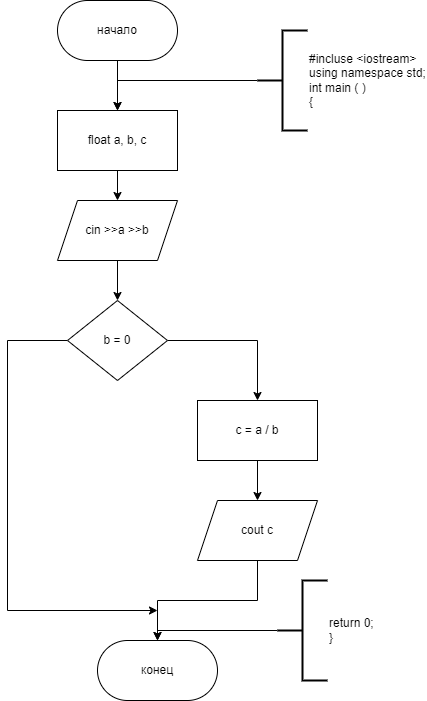 начало
#incluse <iostream>
using namespace std;
int main ( )
{
float a, b, c
cin >>a >>b
b = 0
c = a / b
cout c
return 0;
}
конец